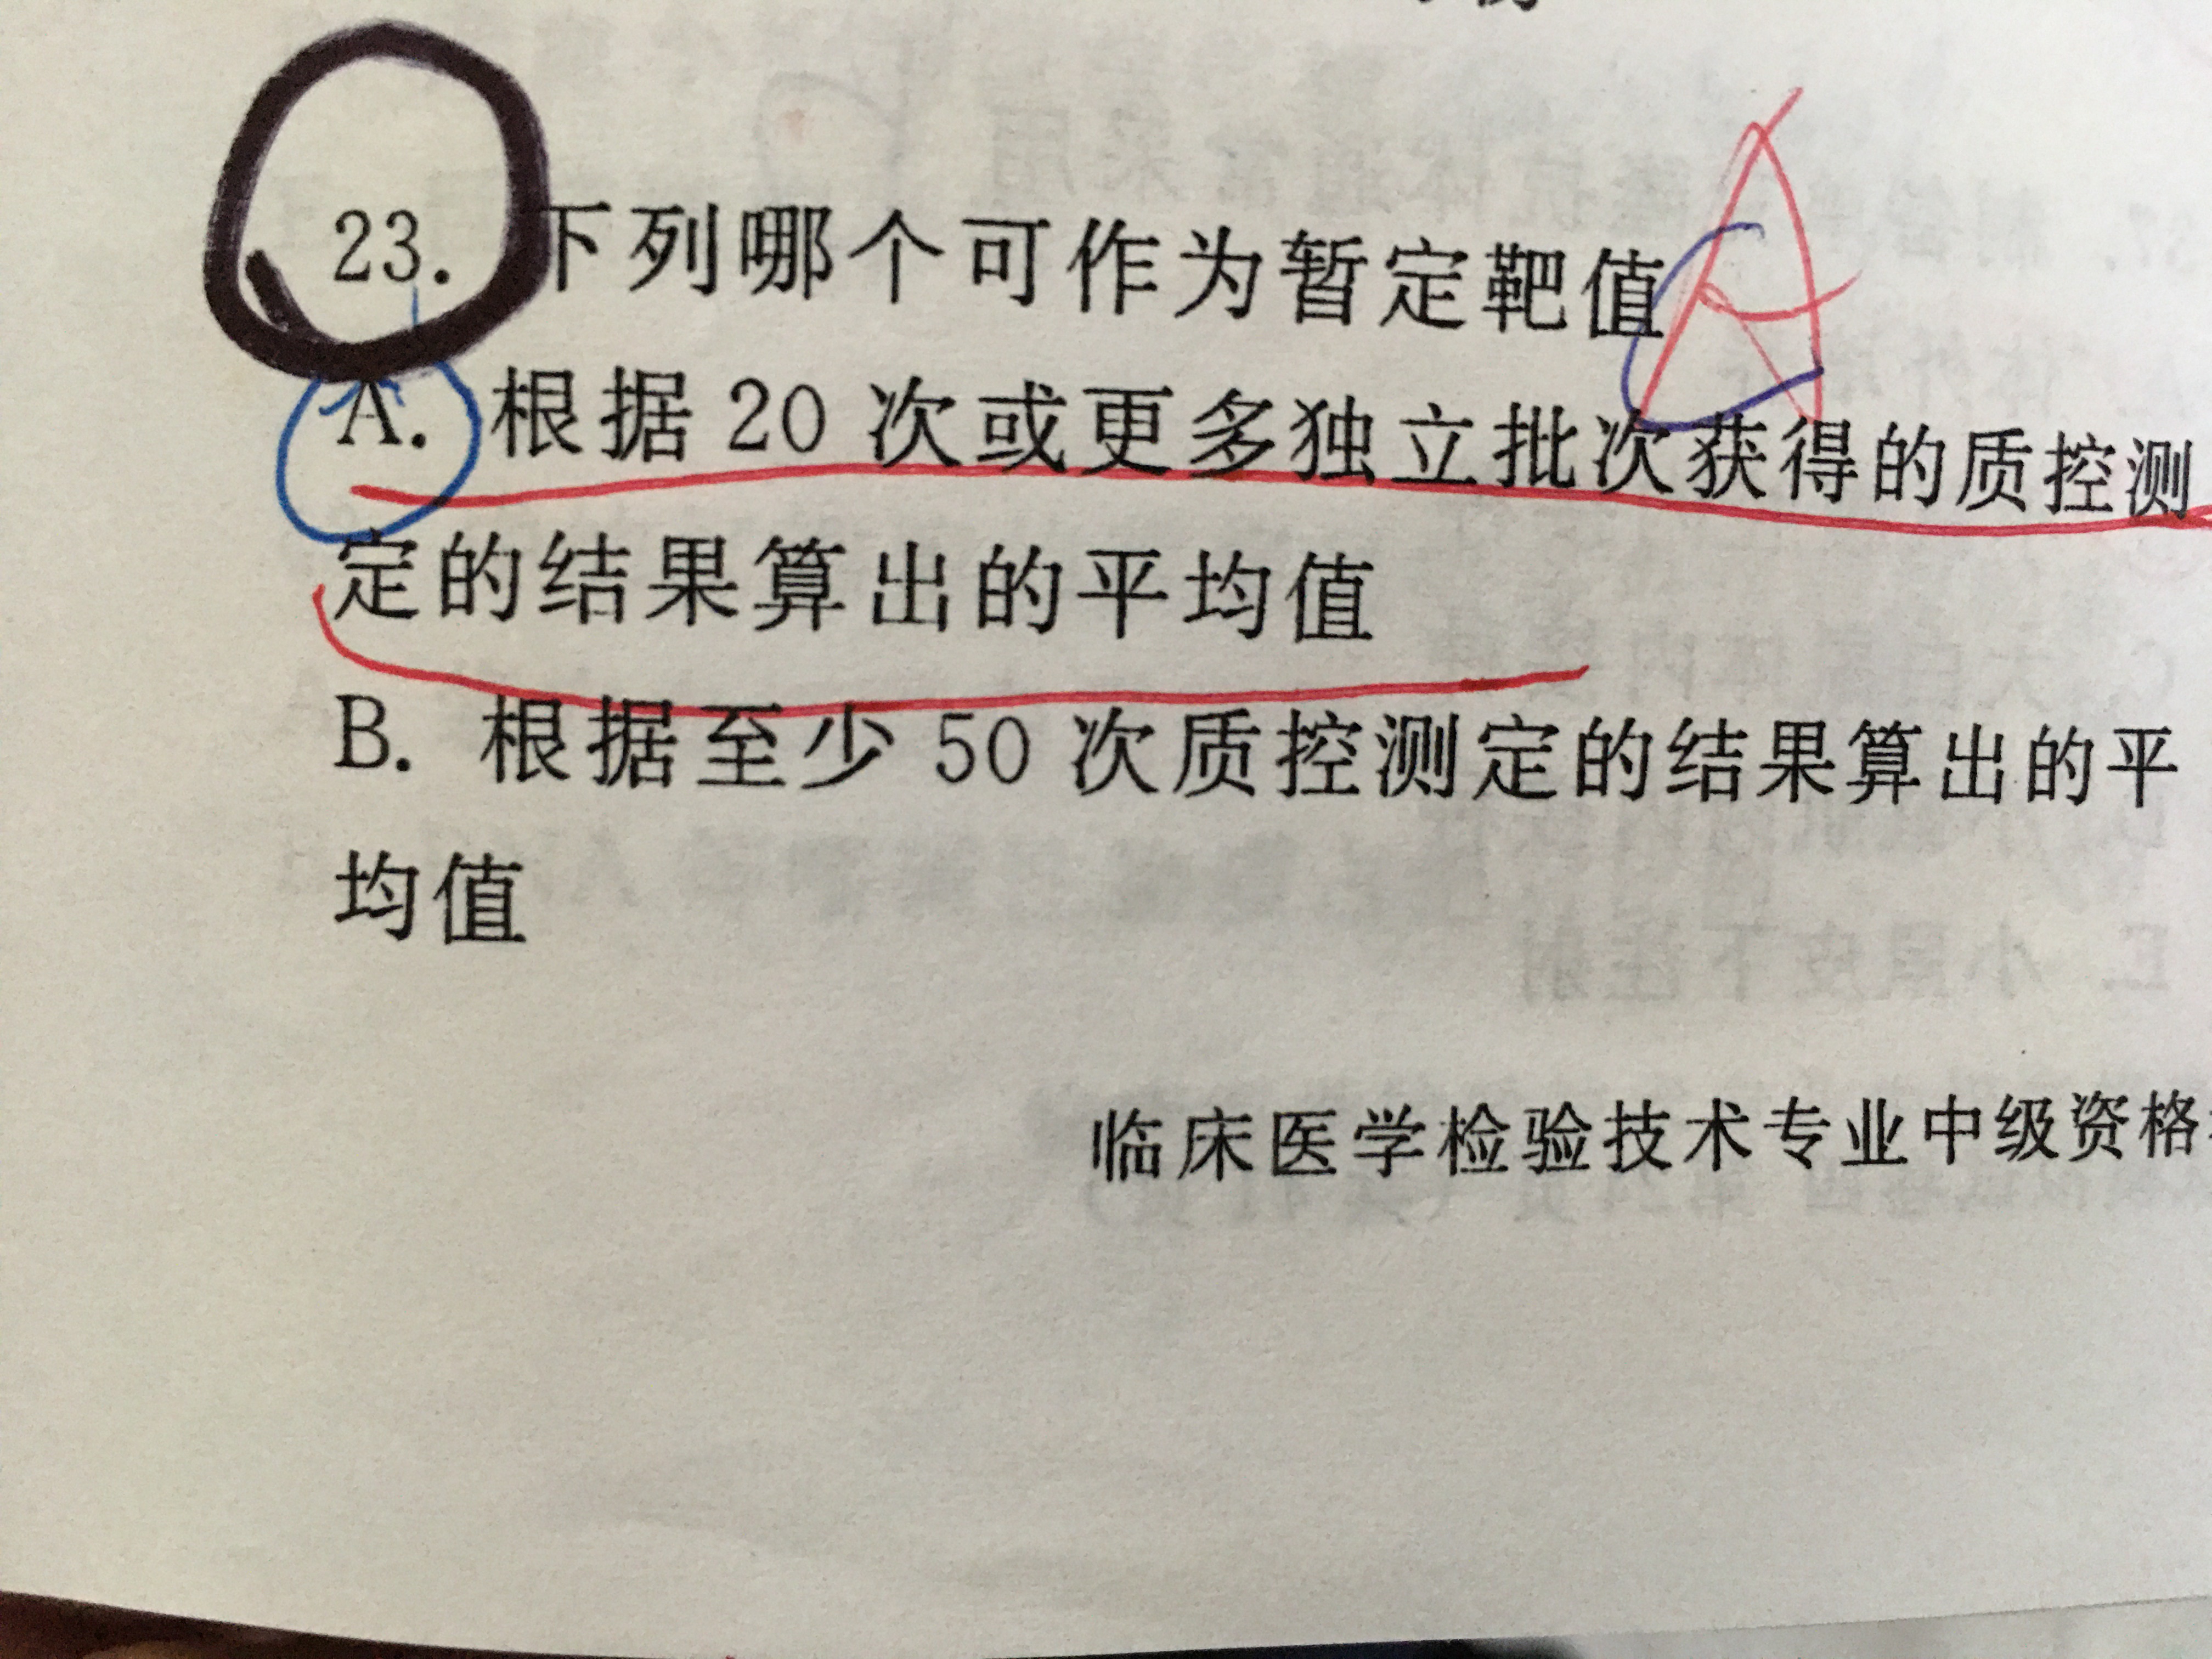 23. 下列哪个可作为暂定靶值
A. 根据 20 次或更多独立批次获得的质控测
定的结果算出的平均值
B. 根据至少 50 次质控测定的结果算出的平
均值
临床医学检验技术专业中级资格